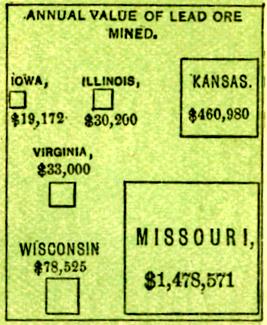 ANNUAL VALUE OF LEAD ORE
MINED.
IOWA,
$19,172
ILLINOIS,
$30,200
KANSAS.
$460,980
VIRGINIA,
$33,000
WISCONSIN
$78,525
MISSOURI,
$1,478,571